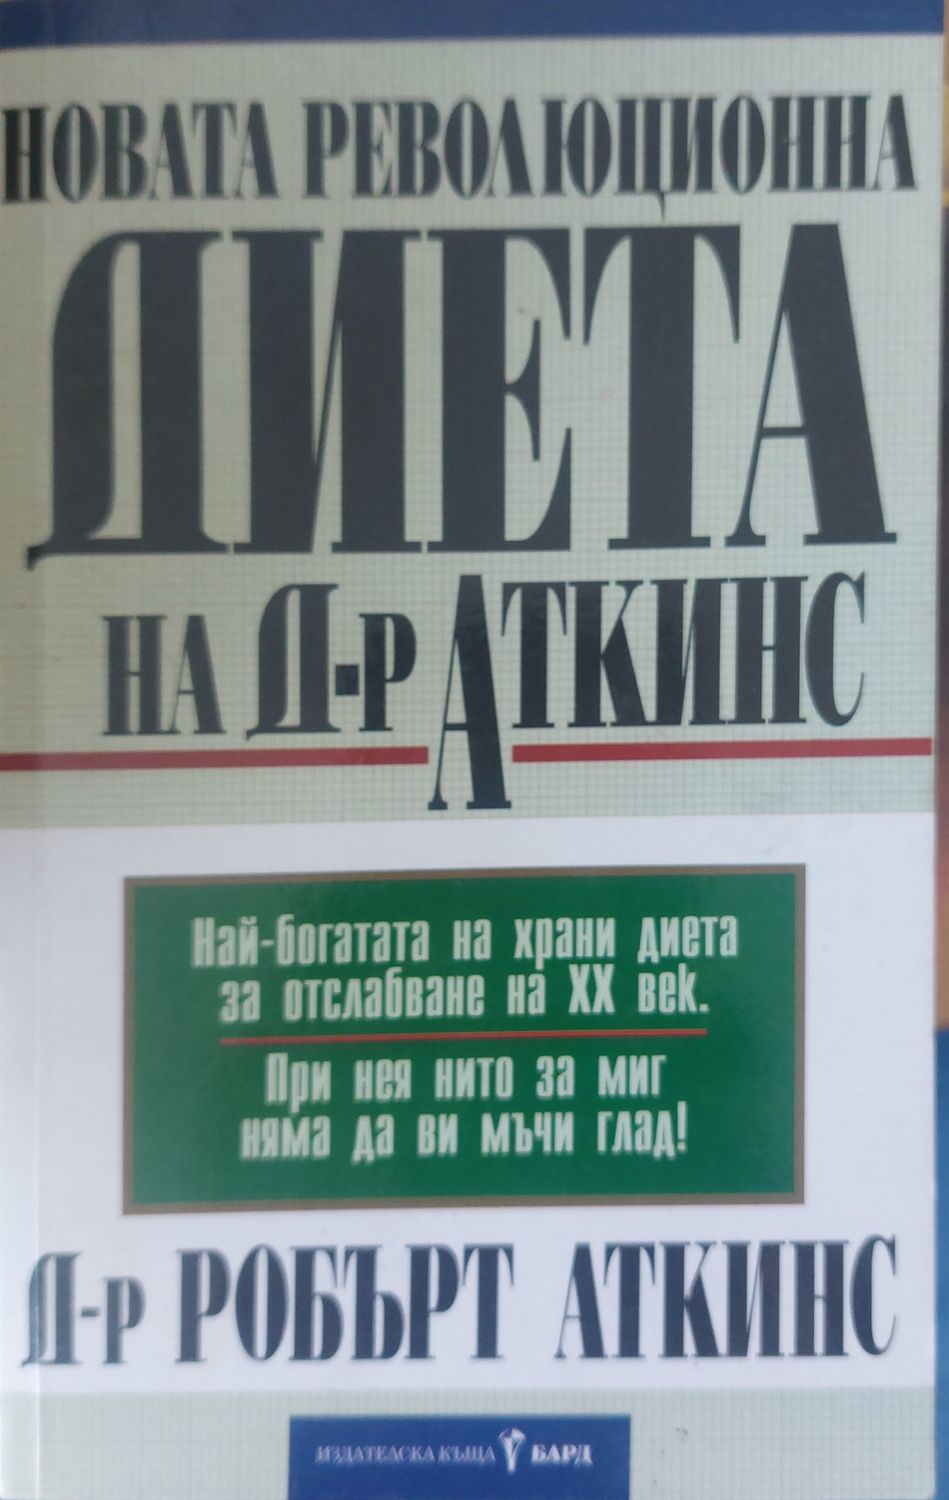 НОВАТА РЕВОЛЮЦИОННА
ДИЕТА
НА Д-Р АТКИНС
Най-богатата на храни диета
за отслабване на XX век.
При нея нито за миг
няма да ви мъчи глад!
Д-Р РОБЪРТ АТКИНС
ИЗДАТЕЛСКА КЪЩА БАРД